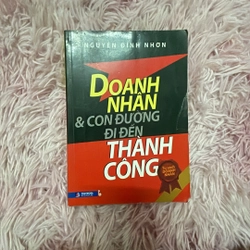 NGUYỄN ĐÌNH NHƠN
DOANH
NHÂN
& CON ĐƯỜNG
ĐI ĐẾN
THÀNH
CÔNG